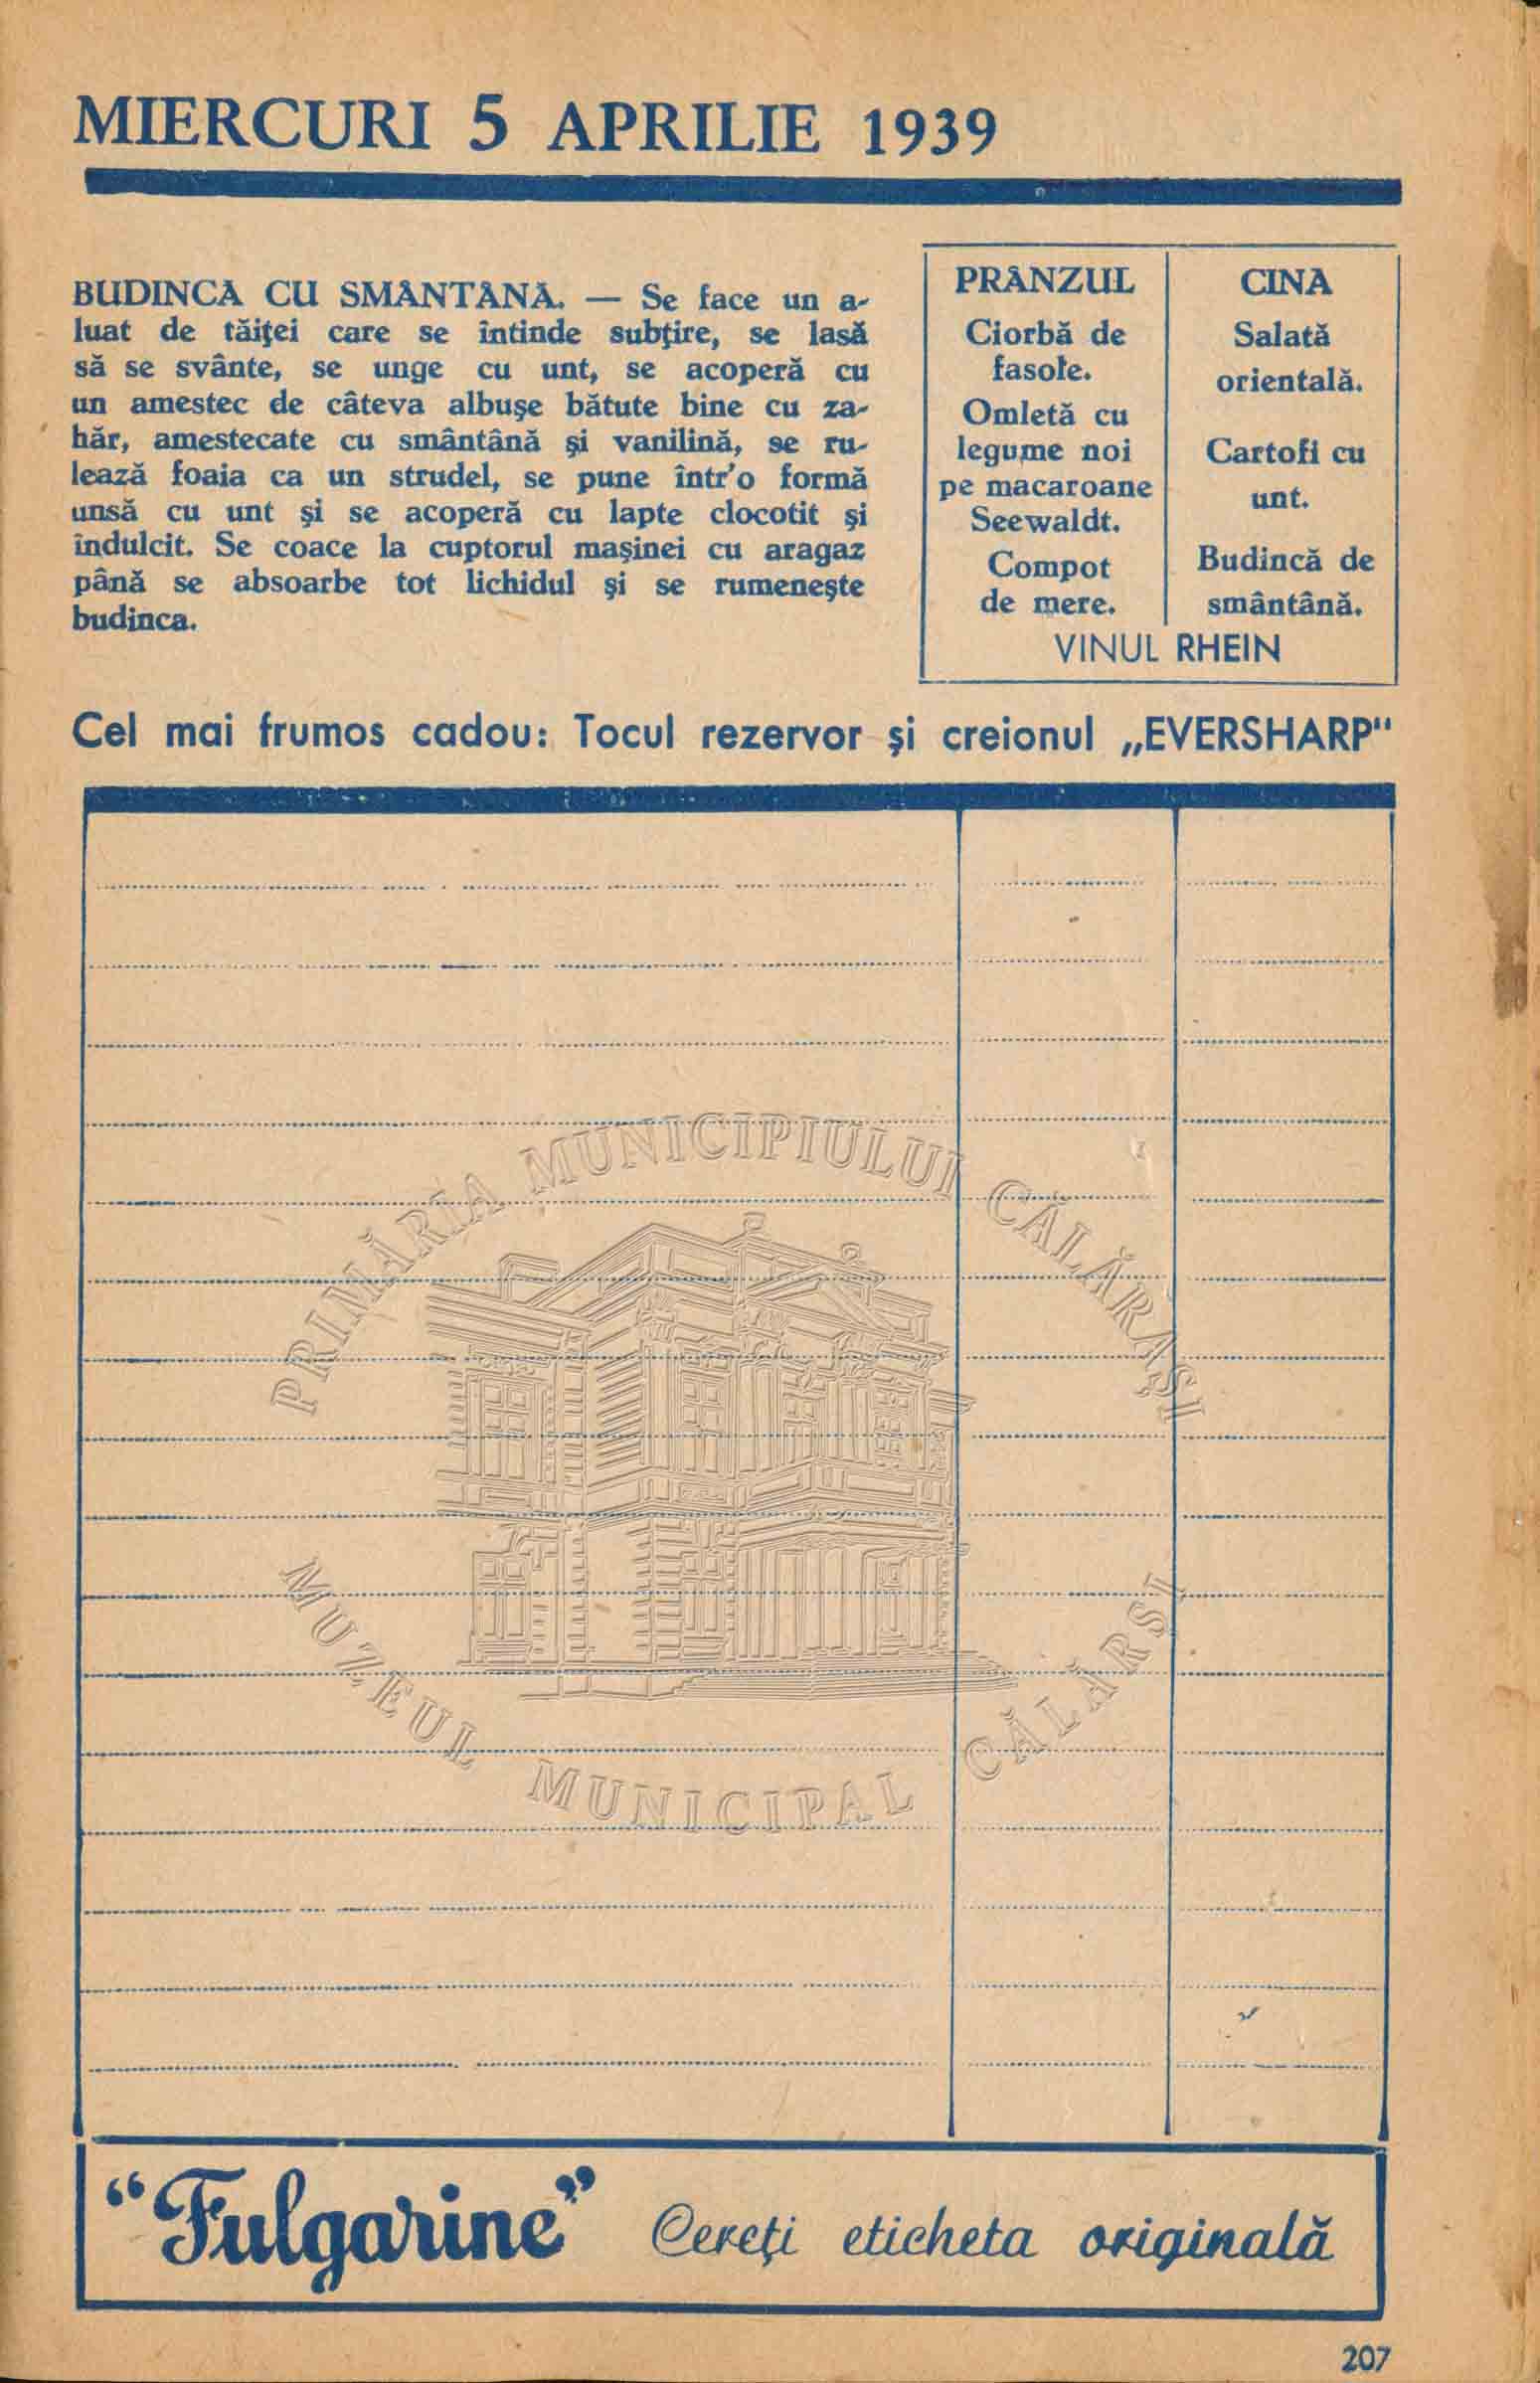 MIERCURI 5 APRILIE 1939
BUDINCĂ CU SMÂNTÂNĂ. — Se face un a-
luat de tăiţei care se întinde subţire, se lasă
să se svânte, se unge cu unt, se acoperă cu
un amestec de câteva albuşe bătute bine cu za-
hăr, amestecate cu smântână şi vanilină, se ru-
lează foaia ca un strudel, se pune într'o formă
unsă cu unt şi se acoperă cu lapte clocotit şi
îndulcit. Se coace la cuptorul maşinei cu aragaz
până se absoarbe tot lichidul şi se rumeneşte
budinca.
PRÂNZUL
Ciorbă de
fasole.
Omletă cu
legume noi
pe macaroane
Seewaldt.
Compot
de mere.
CINA
Salată
orientală.
Cartofi cu
unt.
Budincă de
smântână.
VINUL RHEIN
Cel mai frumos cadou: Tocul rezervor şi creionul „EVERSHARP"
PRIMĂRIA MUNICIPIULUI CĂLĂRAŞI
MUZEUL MUNICIPAL CĂLĂRŞI
"Fulgarine" Cereţi eticheta originală
207